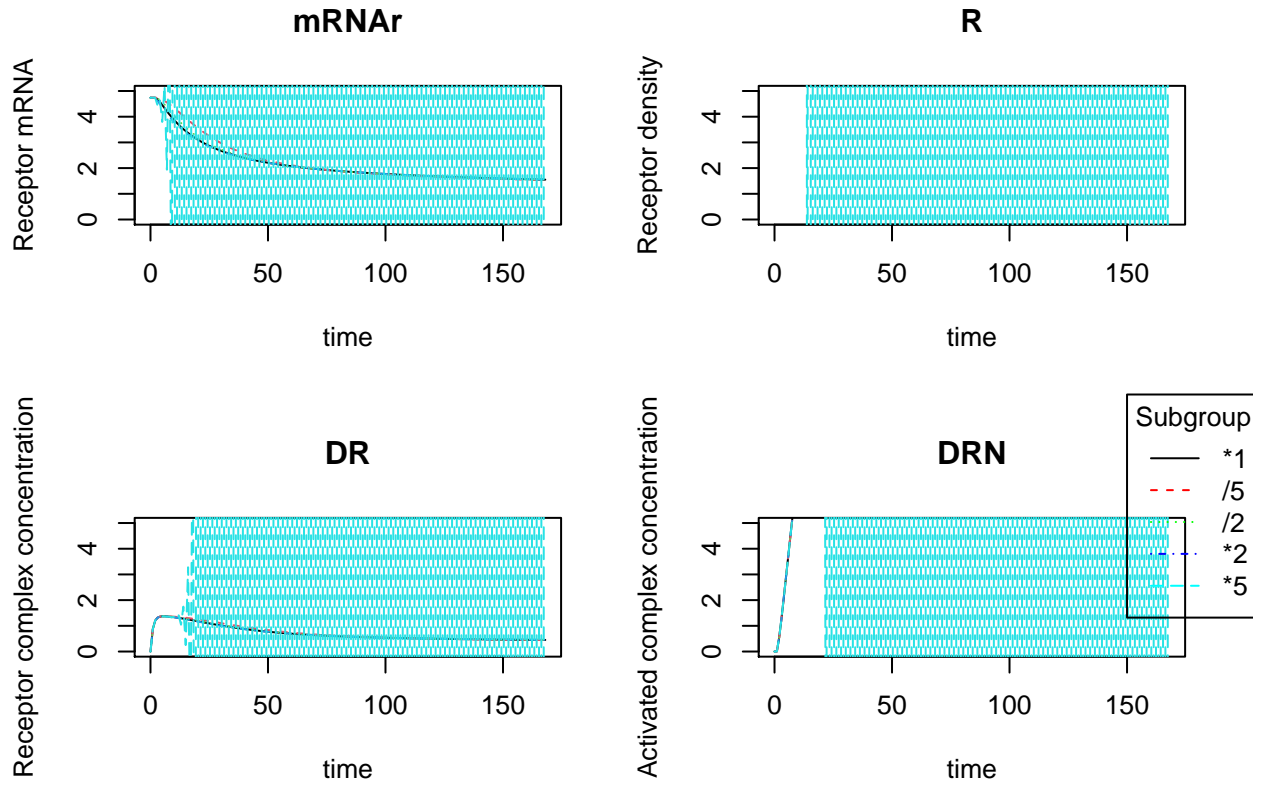 mRNAr
Receptor mRNA
0 2 4
0 50 100 150
time
R
Receptor density
0 2 4
0 50 100 150
time
DR
Receptor complex concentration
0 2 4
0 50 100 150
time
DRN
Activated complex concentration
0 2 4
0 50 100 150
time
Subgroup
*1
/5
/2
*2
*5